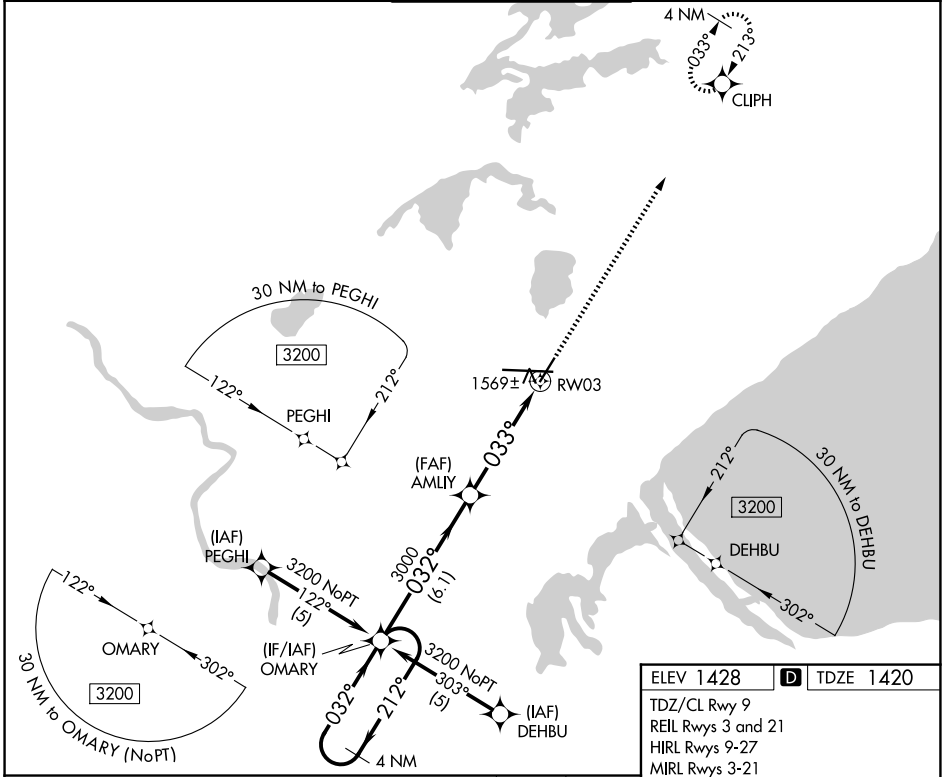 4 NM
033°
213°
CLIPH
30 NM to PEGHI
3200
122°
212°
PEGHI
1569±
RW03
033°
(FAF)
AMLIY
212°
30 NM to DEHBU
3200
DEHBU
302°
(IAF)
PEGHI
3200 NoPT
122°
(5)
3000
032°
(6.1)
122°
OMARY
302°
3200
30 NM to OMARY (NoPT)
(IF/IAF)
OMARY
3200 NoPT
303°
(5)
(IAF)
DEHBU
032°
212°
4 NM
ELEV 1428 D TDZE 1420
TDZ/CL Rwy 9
REIL Rwys 3 and 21
HIRL Rwys 9-27
MIRL Rwys 3-21